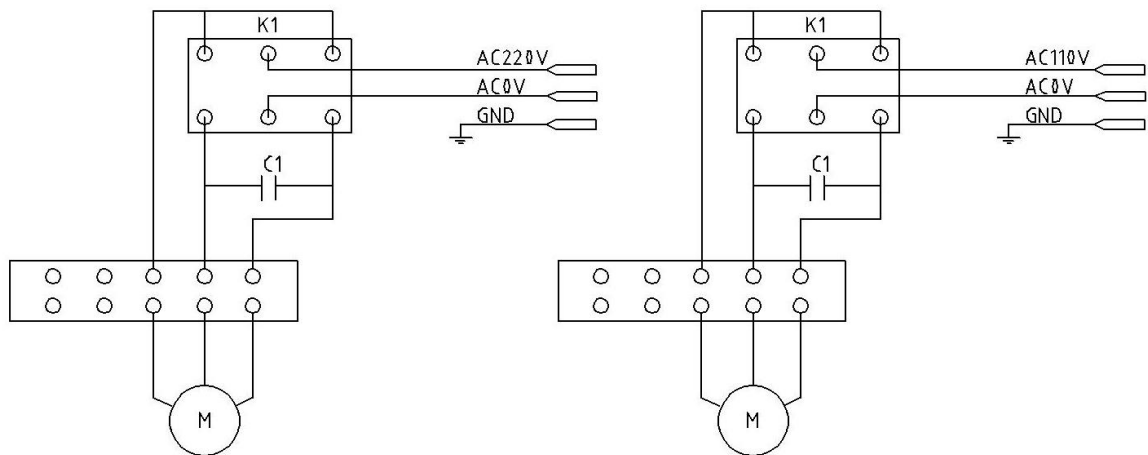 K1
AC220V
AC0V
GND
C1
M
K1
AC110V
AC0V
GND
C1
M